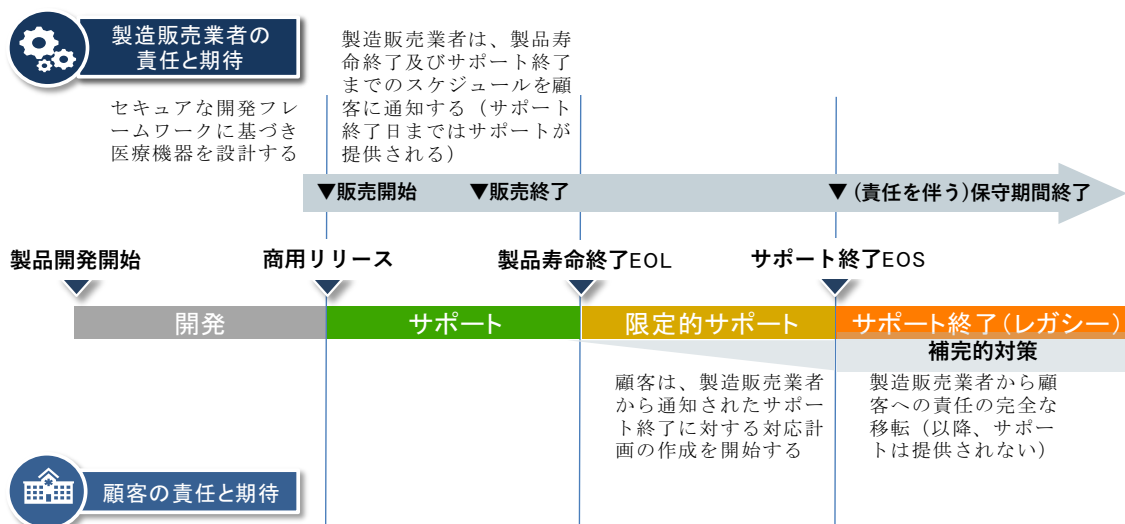 製造販売業者の
責任と期待
製造販売業者は、製品寿
命終了及びサポート終了
までのスケジュールを顧
客に通知する（サポート
終了日まではサポートが
提供される）
セキュアな開発フレ
ームワークに基づき
医療機器を設計する
▼販売開始
▼販売終了
▼(責任を伴う)保守期間終了
製品開発開始
商用リリース
製品寿命終了EOL
サポート終了EOS
開発
サポート
限定的サポート
サポート終了(レガシー)
補完的対策
顧客は、製造販売業者
から通知されたサポー
ト終了に対する対応計
画の作成を開始する
製造販売業者から顧
客への責任の完全な
移転（以降、サポー
トは提供されない）
顧客の責任と期待